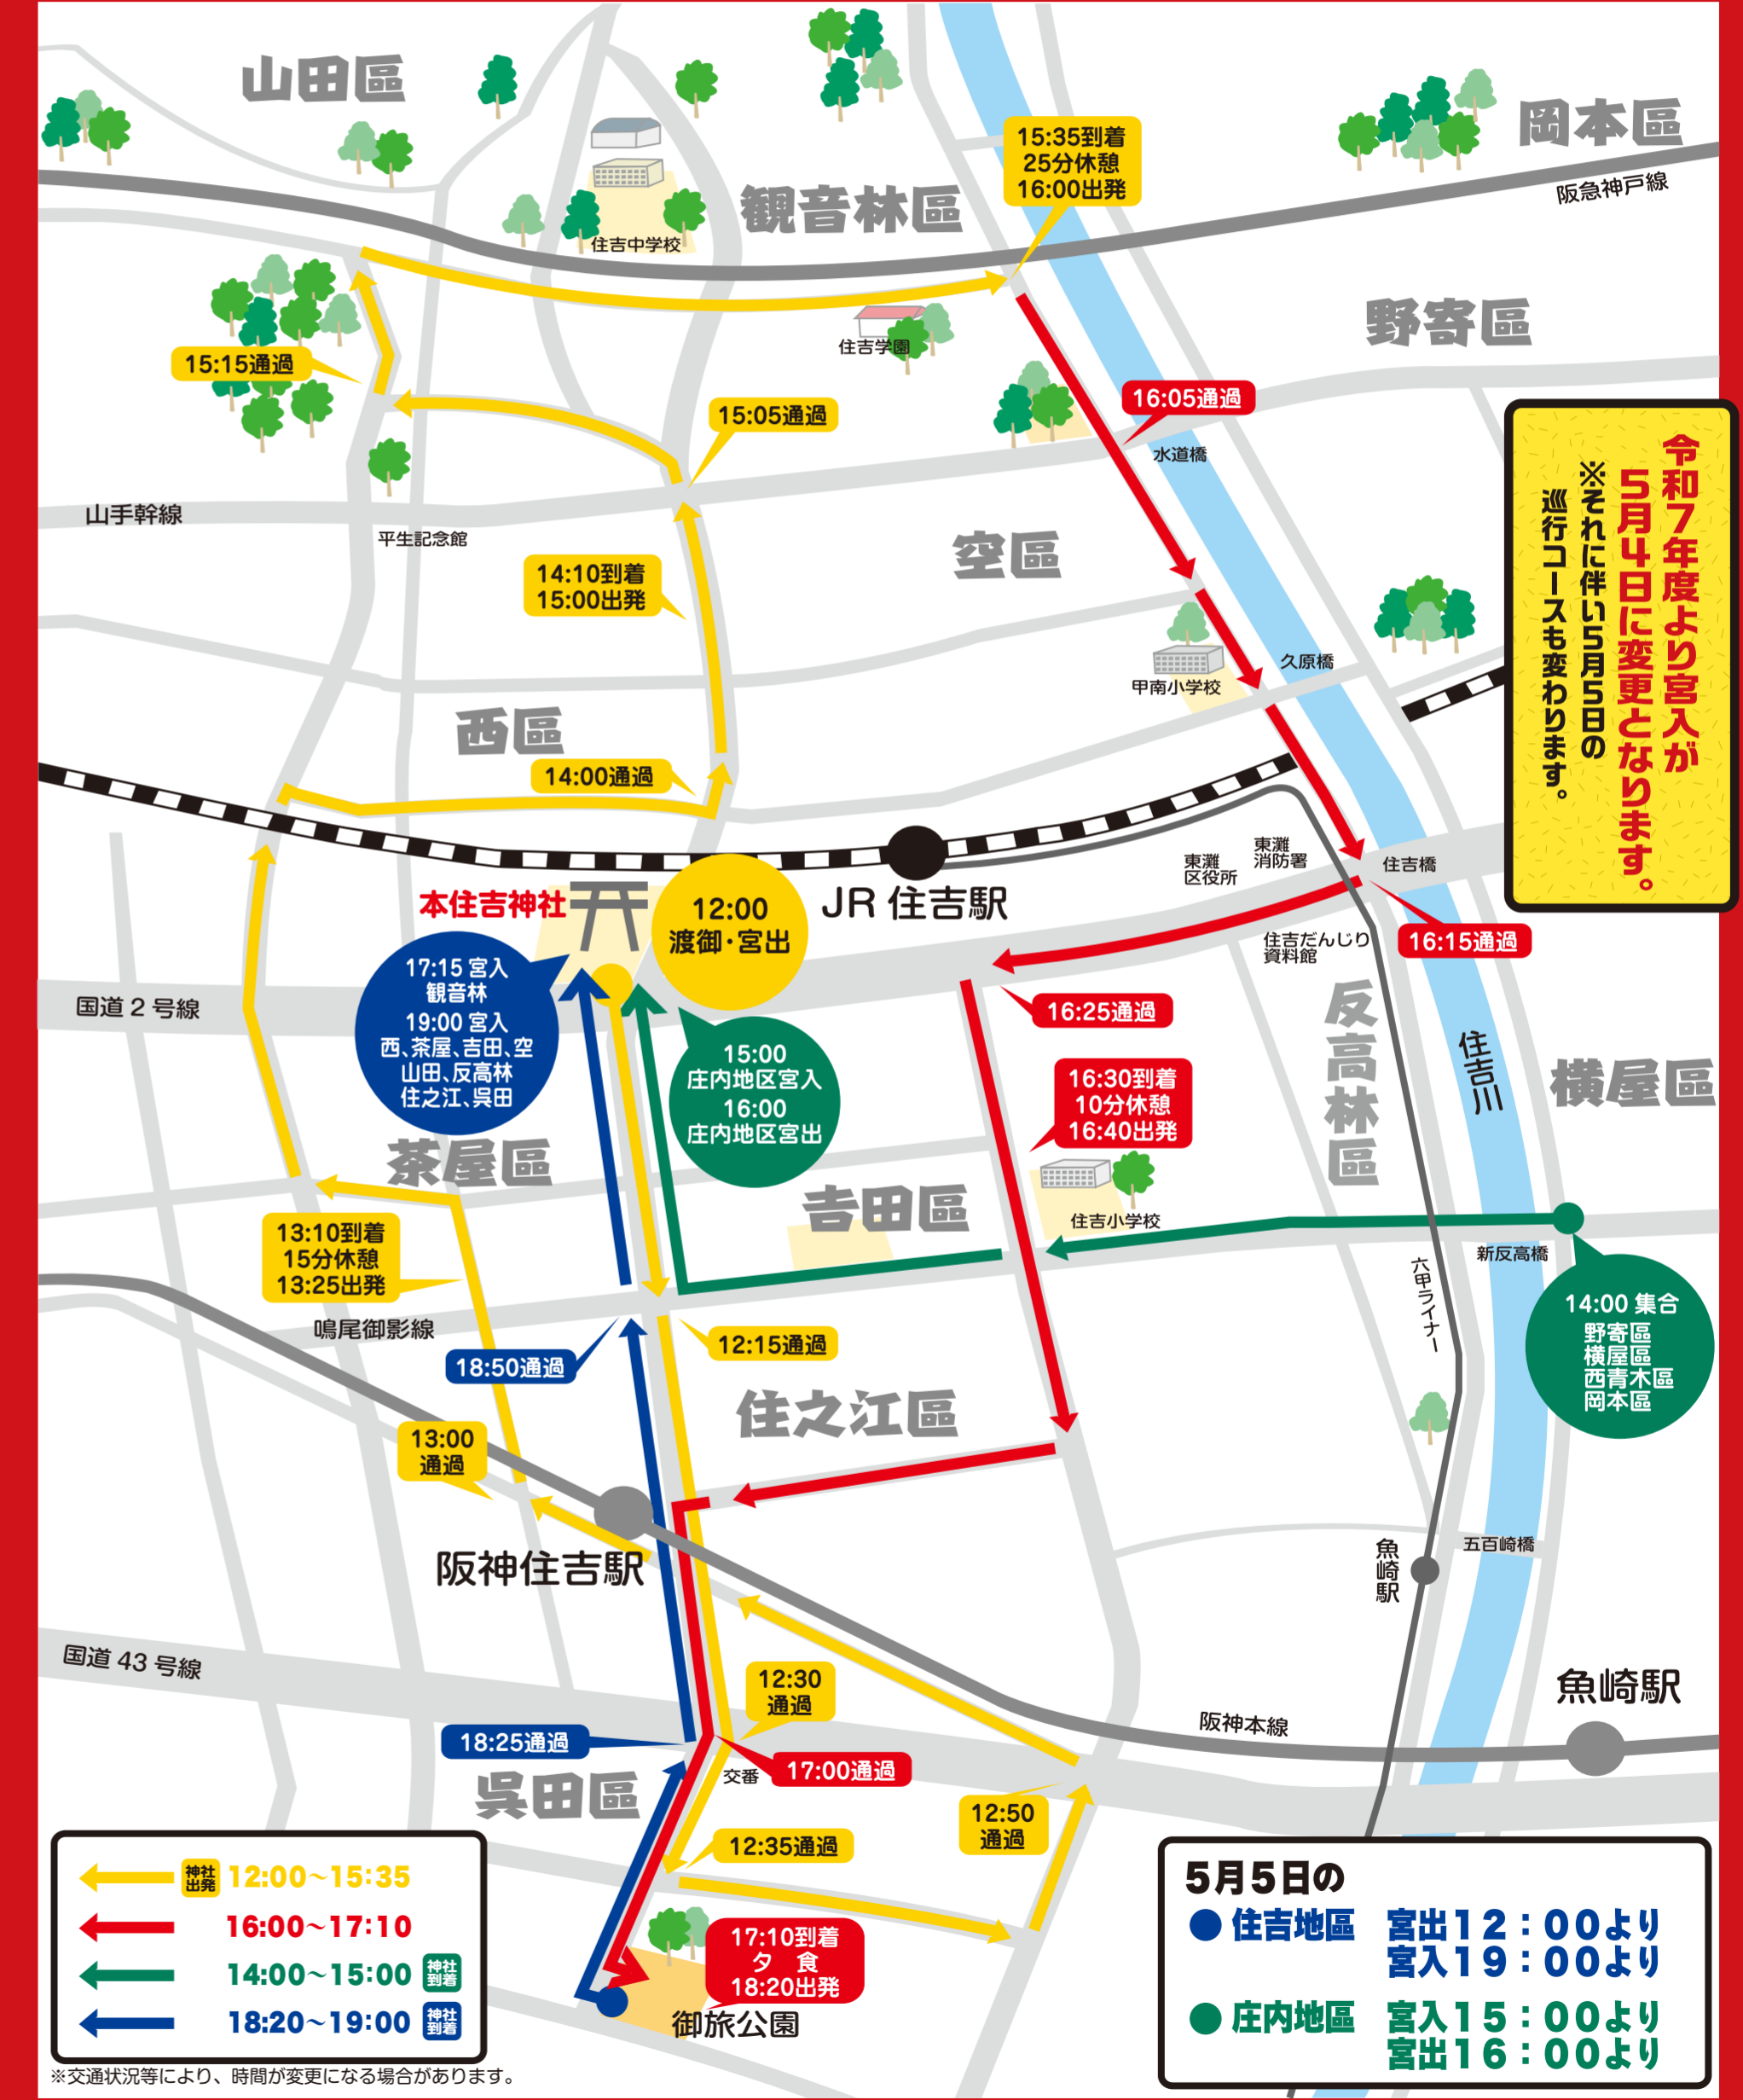 山田區
岡本區
観音林區
15:35到着
25分休憩
16:00出発
阪急神戸線
住吉中学校
野寄區
住吉学園
15:15通過
15:05通過
16:05通過
水道橋
山手幹線
平生記念館
空區
14:10到着
15:00出発
令和7年度より宮入が
5月4日に変更となります。
※それに伴い5月5日の
巡行コースも変わります。
久原橋
甲南小学校
西區
14:00通過
東灘
区役所
東灘
消防署
住吉橋
本住吉神社
12:00
渡御・宮出
JR 住吉駅
住吉だんじり
資料館
16:15通過
17:15 宮入
観音林
19:00 宮入
西、茶屋、吉田、空
山田、反高林
住之江、呉田
国道2号線
16:25通過
反高林區
住吉川
横屋區
15:00
庄内地区宮入
16:00
庄内地区宮出
16:30到着
10分休憩
16:40出発
茶屋區
吉田區
住吉小学校
13:10到着
15分休憩
13:25出発
新反高橋
六甲ライナー
鳴尾御影線
14:00 集合
野寄區
横屋區
西青木區
岡本區
12:15通過
18:50通過
住之江區
13:00
通過
阪神住吉駅
魚崎駅
五百崎橋
国道43号線
12:30
通過
魚崎駅
阪神本線
18:25通過
交番
17:00通過
呉田區
12:50
通過
12:35通過
17:10到着
夕　食
18:20出発
御旅公園
神社
出発
12:00～15:35
16:00～17:10
14:00～15:00
神社
到着
18:20～19:00
神社
到着
※交通状況等により、時間が変更になる場合があります。
5月5日の
●住吉地區　宮出12：00より
宮入19：00より
●庄内地區　宮入15：00より
宮出16：00より